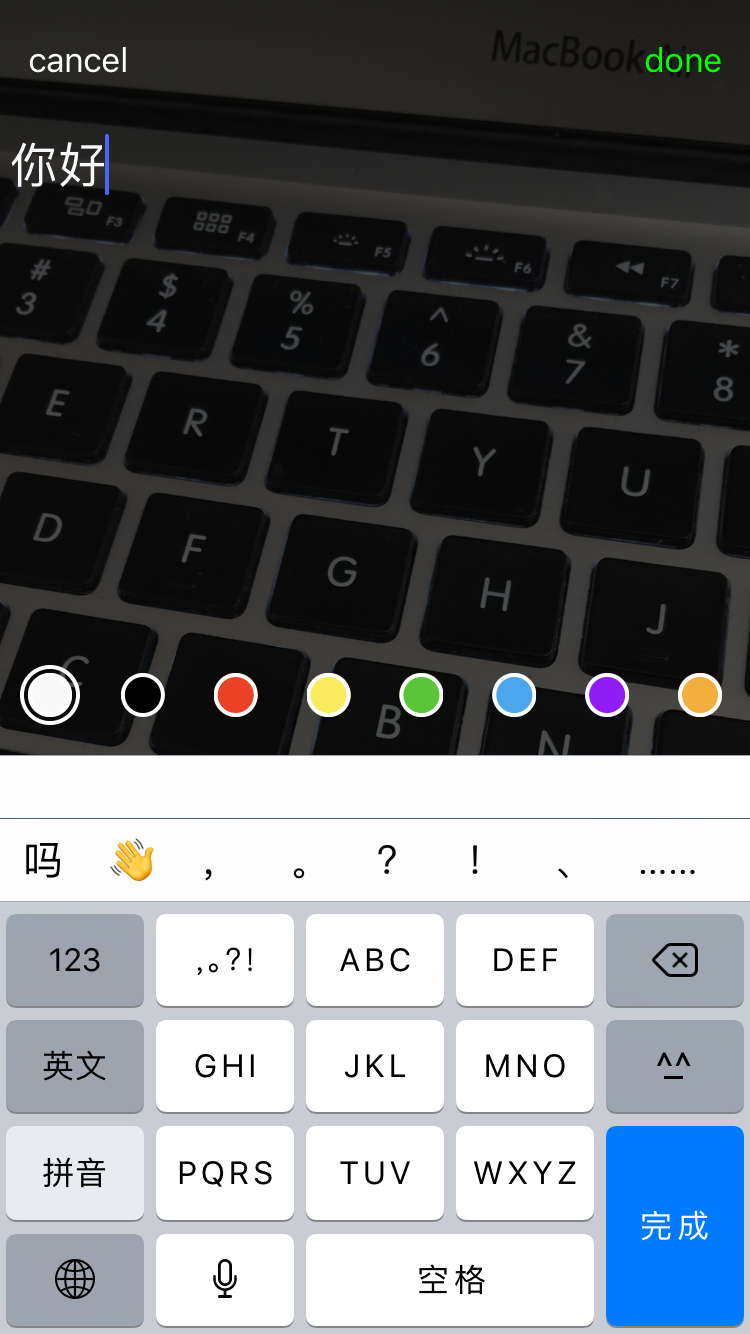 MacBook Air
cancel
done
你好
F3
F4
F5
F6
F7
# $ % ^ & *
3 4 5 6 7 8
E R T Y U
D F G H J
C B N
吗 👋 ， 。 ？ ！ 、 ……
123 ,。?! ABC DEF
英文 GHI JKL MNO ^^
拼音 PQRS TUV WXYZ
完成
空格